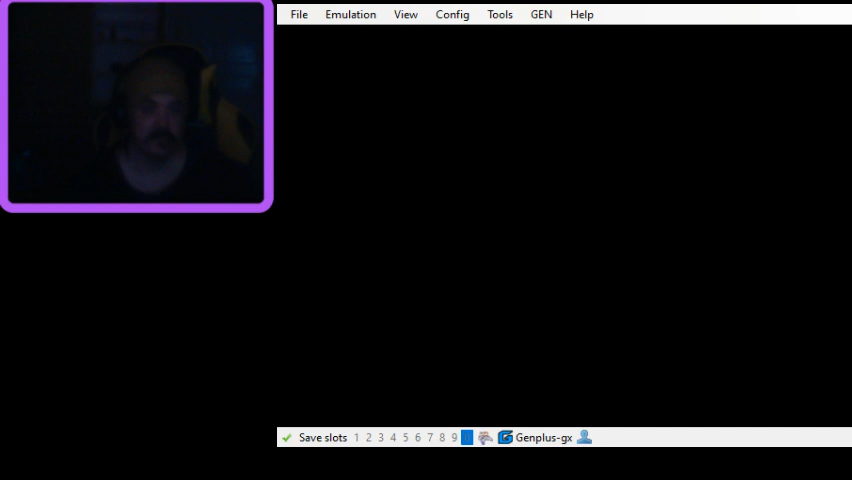 File Emulation View Config Tools GEN Help
Save slots 1 2 3 4 5 6 7 8 9 Genplus-gx